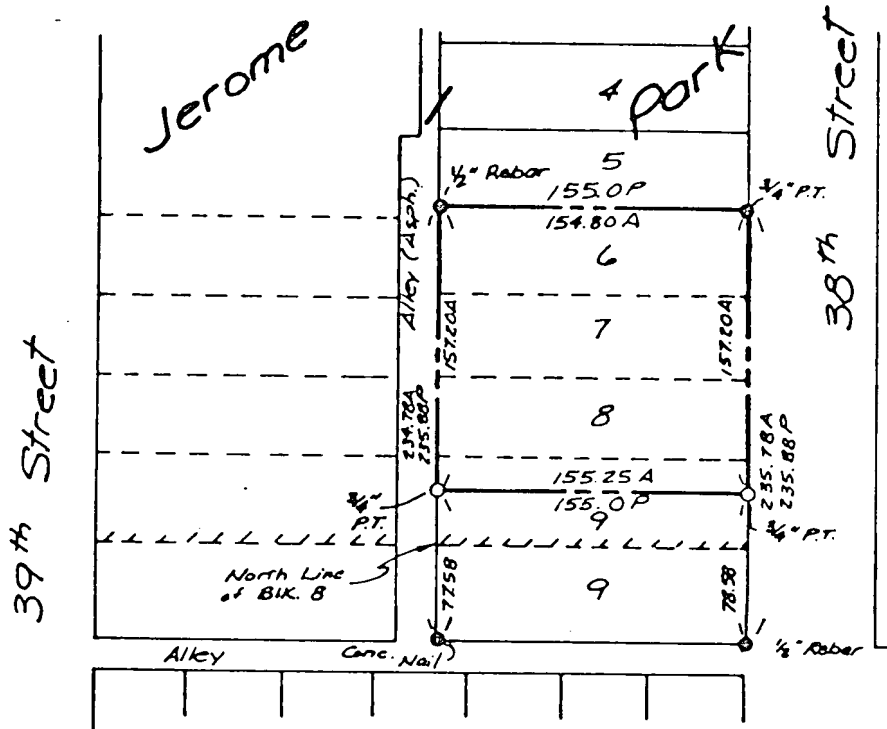 Jerome
Park
38th Street
39th Street
4
5
1/2" Rebar
155.0P
3/4" P.T.
154.80A
Alley (Asph.)
6
7
157.20A
157.20A
8
234.78A
235.88P
235.78A
235.88P
155.25A
155.0P
3/4"
P.T.
9
3/4" P.T.
North Line
of Blk. 8
9
77.58
78.58
Alley
Conc. Nail
1/2" Rebar